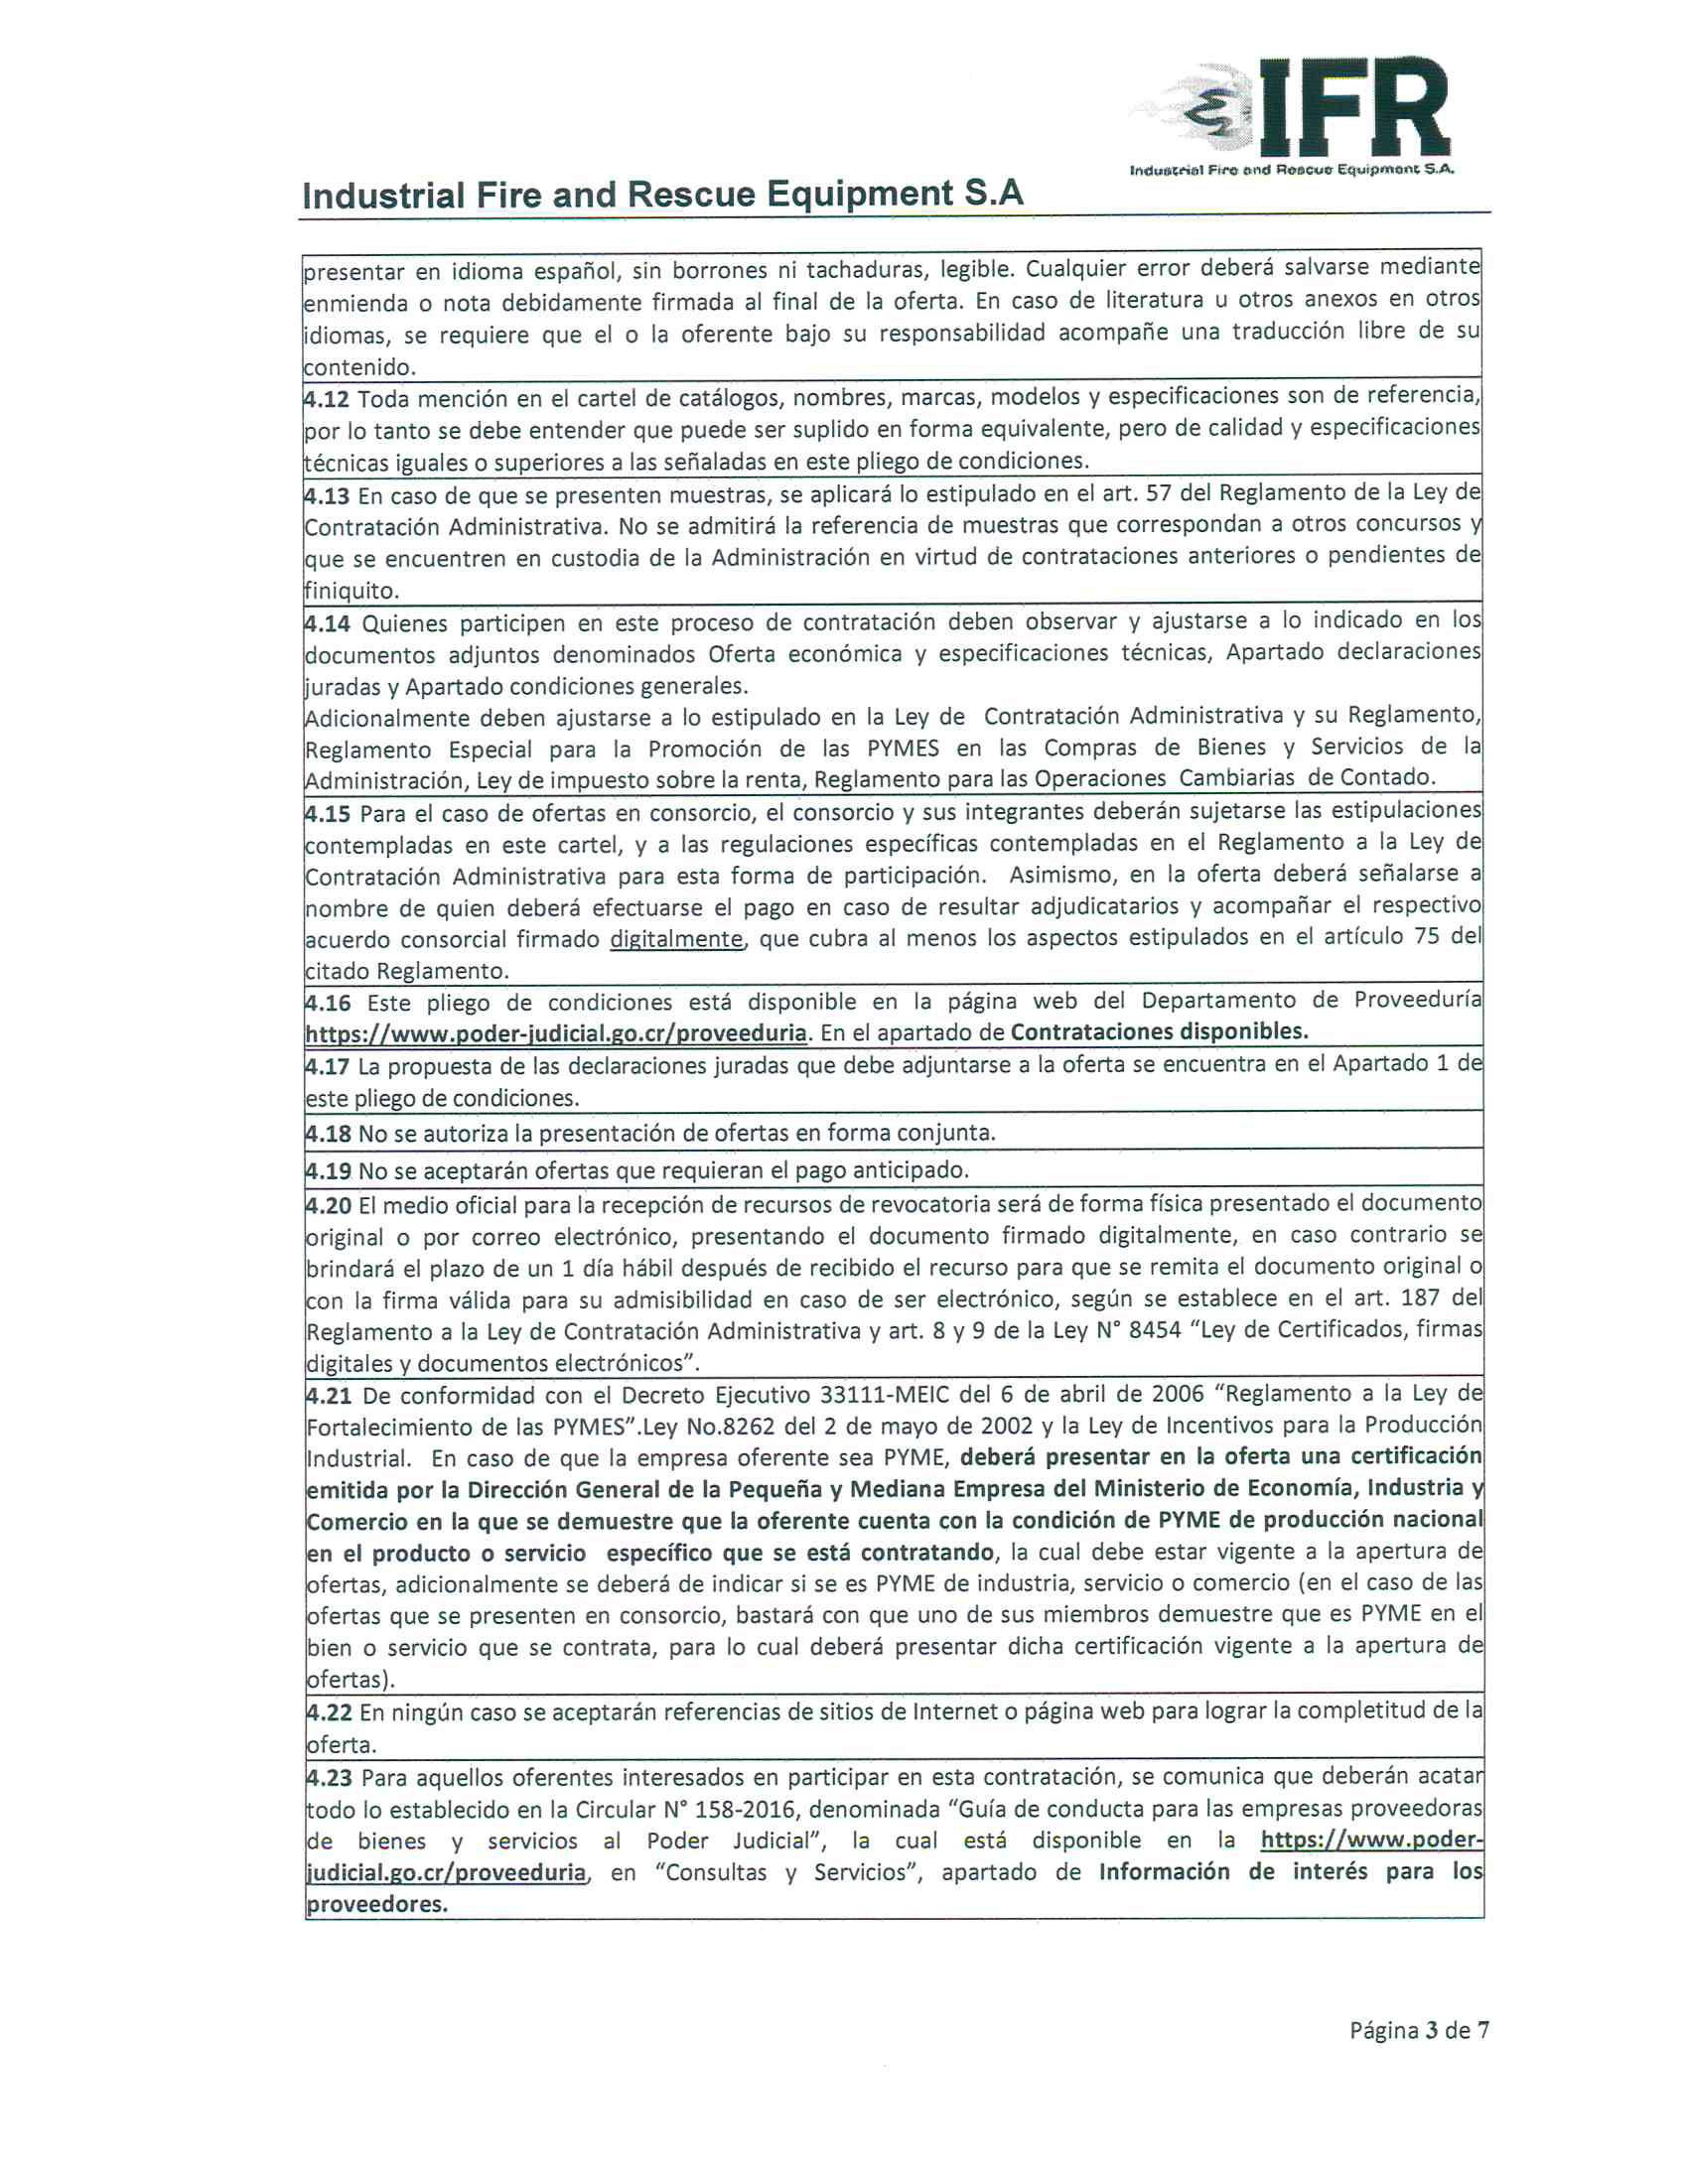 IFR
Industrial Fire and Rescue Equipment S.A.
Industrial Fire and Rescue Equipment S.A
presentar en idioma español, sin borrones ni tachaduras, legible. Cualquier error deberá salvarse mediante
enmienda o nota debidamente firmada al final de la oferta. En caso de literatura u otros anexos en otros
idiomas, se requiere que el o la oferente bajo su responsabilidad acompañe una traducción libre de su
contenido.
4.12 Toda mención en el cartel de catálogos, nombres, marcas, modelos y especificaciones son de referencia,
por lo tanto se debe entender que puede ser suplido en forma equivalente, pero de calidad y especificaciones
técnicas iguales o superiores a las señaladas en este pliego de condiciones.
4.13 En caso de que se presenten muestras, se aplicará lo estipulado en el art. 57 del Reglamento de la Ley de
Contratación Administrativa. No se admitirá la referencia de muestras que correspondan a otros concursos y
que se encuentren en custodia de la Administración en virtud de contrataciones anteriores o pendientes de
finiquito.
4.14 Quienes participen en este proceso de contratación deben observar y ajustarse a lo indicado en los
documentos adjuntos denominados Oferta económica y especificaciones técnicas, Apartado declaraciones
juradas y Apartado condiciones generales.
Adicionalmente deben ajustarse a lo estipulado en la Ley de Contratación Administrativa y su Reglamento,
Reglamento Especial para la Promoción de las PYMES en las Compras de Bienes y Servicios de la
Administración, Ley de impuesto sobre la renta, Reglamento para las Operaciones Cambiarias de Contado.
4.15 Para el caso de ofertas en consorcio, el consorcio y sus integrantes deberán sujetarse las estipulaciones
contempladas en este cartel, y a las regulaciones específicas contempladas en el Reglamento a la Ley de
Contratación Administrativa para esta forma de participación. Asimismo, en la oferta deberá señalarse a
nombre de quien deberá efectuarse el pago en caso de resultar adjudicatarios y acompañar el respectivo
acuerdo consorcial firmado digitalmente, que cubra al menos los aspectos estipulados en el artículo 75 del
citado Reglamento.
4.16 Este pliego de condiciones está disponible en la página web del Departamento de Proveeduría
https://www.poder-judicial.go.cr/proveeduria. En el apartado de Contrataciones disponibles.
4.17 La propuesta de las declaraciones juradas que debe adjuntarse a la oferta se encuentra en el Apartado 1 de
este pliego de condiciones.
4.18 No se autoriza la presentación de ofertas en forma conjunta.
4.19 No se aceptarán ofertas que requieran el pago anticipado.
4.20 El medio oficial para la recepción de recursos de revocatoria será de forma física presentado el documento
original o por correo electrónico, presentando el documento firmado digitalmente, en caso contrario se
brindará el plazo de un 1 día hábil después de recibido el recurso para que se remita el documento original o
con la firma válida para su admisibilidad en caso de ser electrónico, según se establece en el art. 187 del
Reglamento a la Ley de Contratación Administrativa y art. 8 y 9 de la Ley N° 8454 “Ley de Certificados, firmas
digitales y documentos electrónicos”.
4.21 De conformidad con el Decreto Ejecutivo 33111-MEIC del 6 de abril de 2006 “Reglamento a la Ley de
Fortalecimiento de las PYMES”.Ley No.8262 del 2 de mayo de 2002 y la Ley de Incentivos para la Producción
Industrial. En caso de que la empresa oferente sea PYME, deberá presentar en la oferta una certificación
emitida por la Dirección General de la Pequeña y Mediana Empresa del Ministerio de Economía, Industria y
Comercio en la que se demuestre que la oferente cuenta con la condición de PYME de producción nacional
en el producto o servicio específico que se está contratando, la cual debe estar vigente a la apertura de
ofertas, adicionalmente se deberá de indicar si se es PYME de industria, servicio o comercio (en el caso de las
ofertas que se presenten en consorcio, bastará con que uno de sus miembros demuestre que es PYME en el
bien o servicio que se contrata, para lo cual deberá presentar dicha certificación vigente a la apertura de
ofertas).
4.22 En ningún caso se aceptarán referencias de sitios de Internet o página web para lograr la completitud de la
oferta.
4.23 Para aquellos oferentes interesados en participar en esta contratación, se comunica que deberán acatar
todo lo establecido en la Circular N° 158-2016, denominada “Guía de conducta para las empresas proveedoras
de bienes y servicios al Poder Judicial”, la cual está disponible en la https://www.poder-
judicial.go.cr/proveeduria, en “Consultas y Servicios”, apartado de Información de interés para los
proveedores.
Página 3 de 7